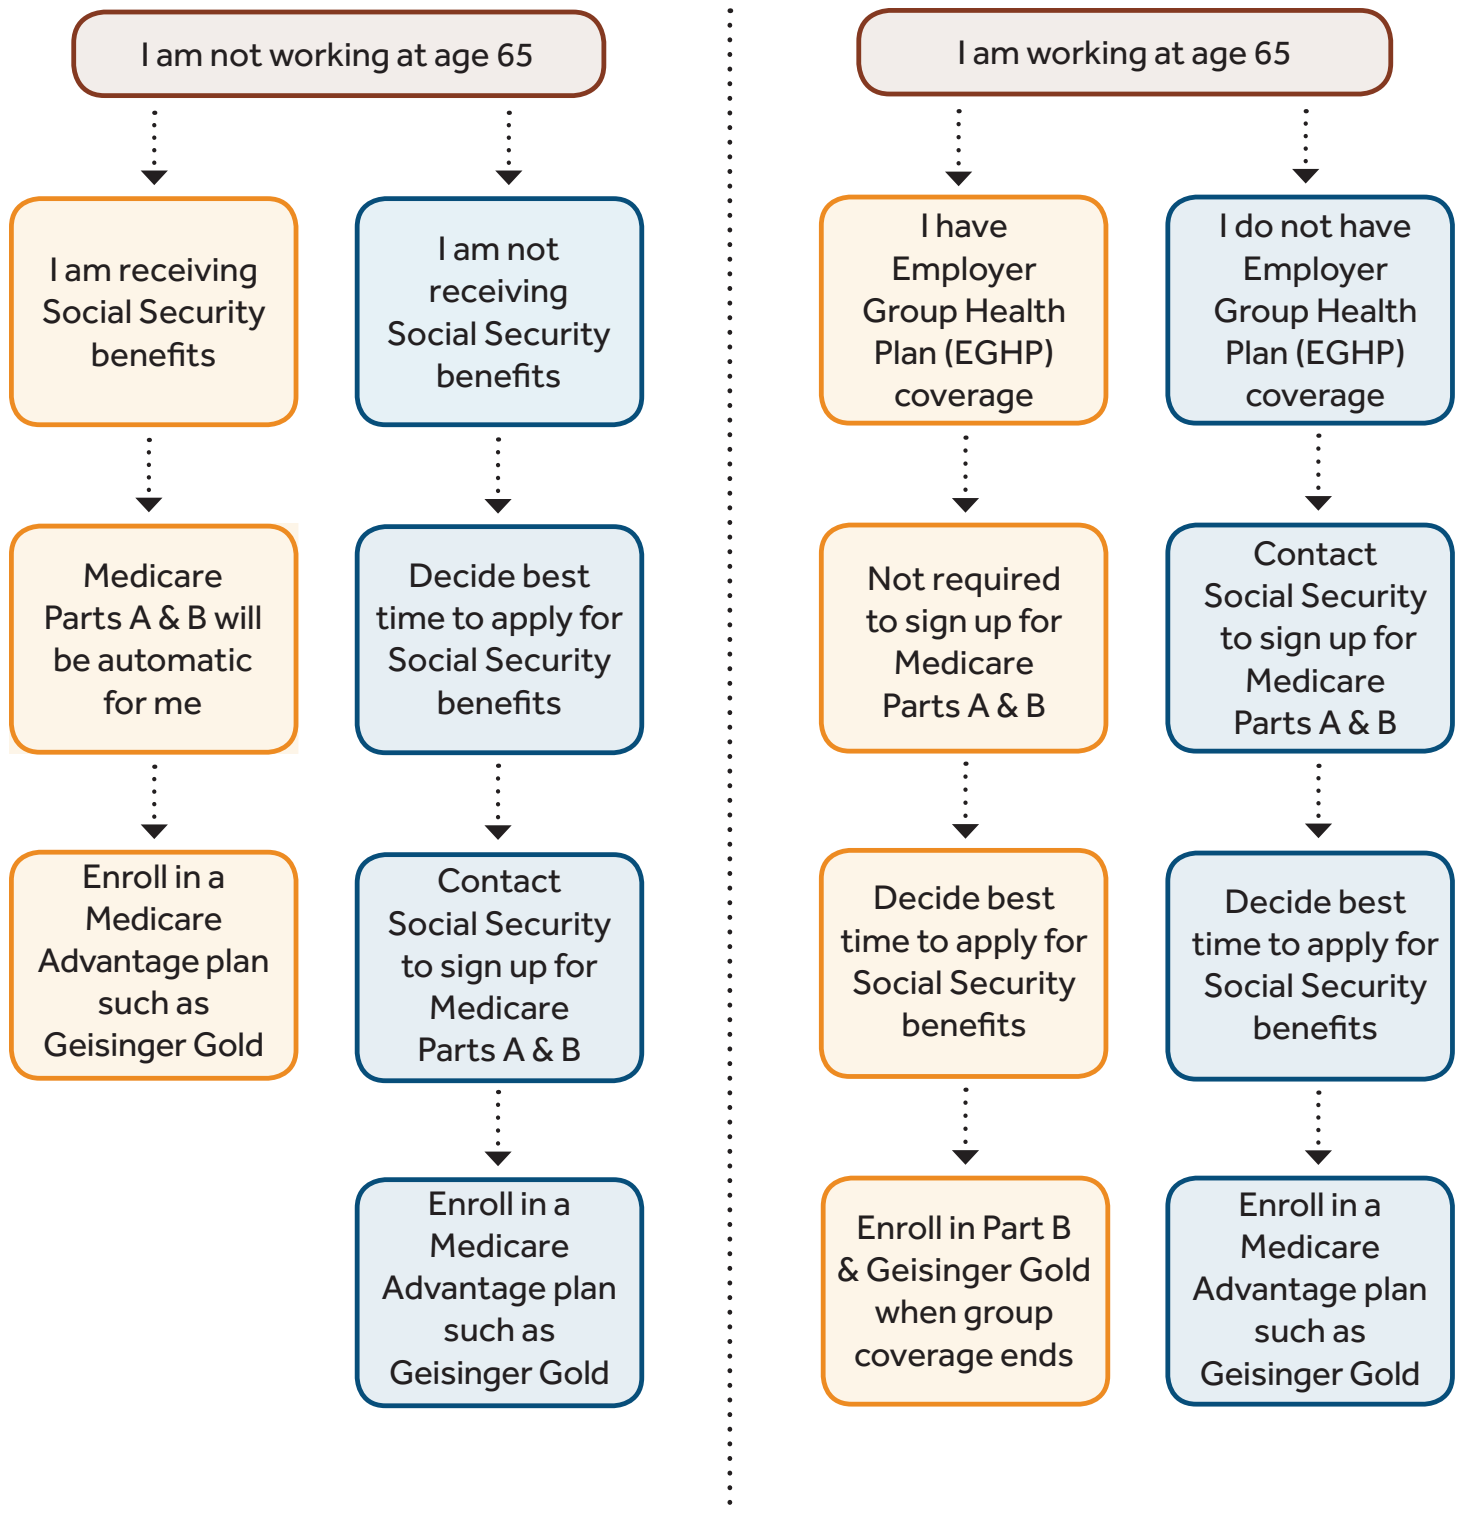 I am not working at age 65
I am receiving
Social Security
benefits
Medicare
Parts A & B will
be automatic
for me
Enroll in a
Medicare
Advantage plan
such as
Geisinger Gold
I am not
receiving
Social Security
benefits
Decide best
time to apply for
Social Security
benefits
Contact
Social Security
to sign up for
Medicare
Parts A & B
Enroll in a
Medicare
Advantage plan
such as
Geisinger Gold
I am working at age 65
I have
Employer
Group Health
Plan (EGHP)
coverage
Not required
to sign up for
Medicare
Parts A & B
Decide best
time to apply for
Social Security
benefits
Enroll in Part B
& Geisinger Gold
when group
coverage ends
I do not have
Employer
Group Health
Plan (EGHP)
coverage
Contact
Social Security
to sign up for
Medicare
Parts A & B
Decide best
time to apply for
Social Security
benefits
Enroll in a
Medicare
Advantage plan
such as
Geisinger Gold